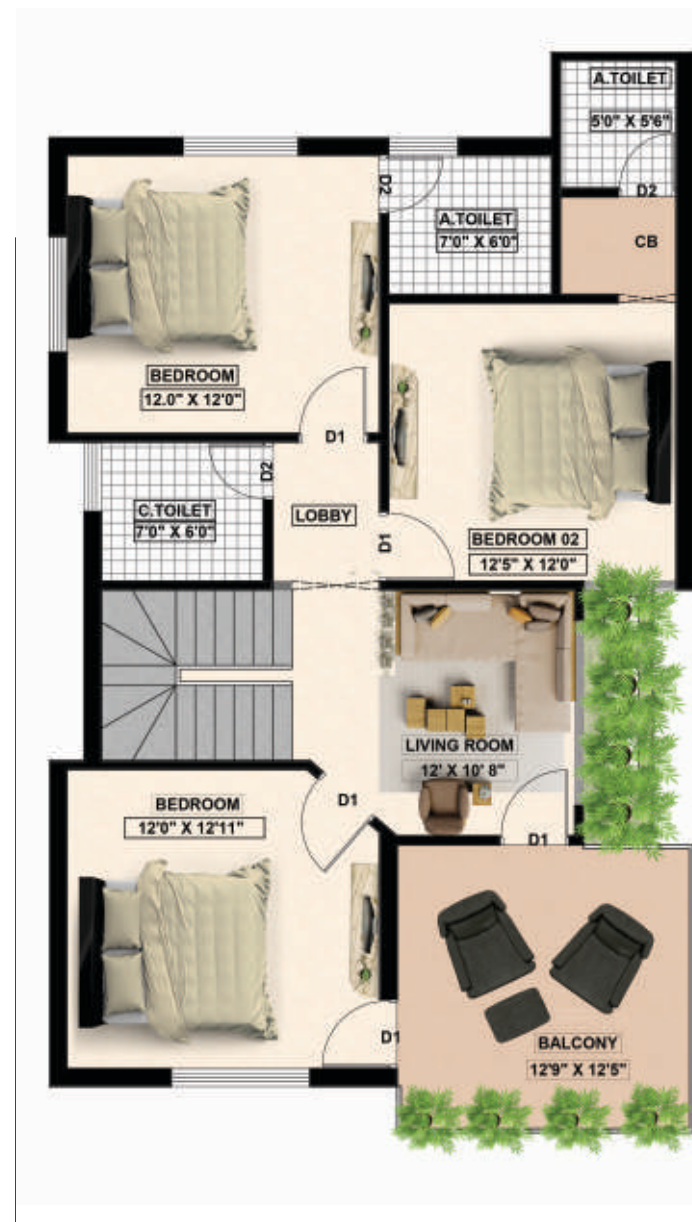 A.TOILET
5'0" X 5'6"
D2
D2
A.TOILET
7'0" X 6'0"
CB
BEDROOM
12.0" X 12'0"
D1
D2
C.TOILET
7'0" X 6'0"
LOBBY
D1
BEDROOM 02
12'5" X 12'0"
LIVING ROOM
12' X 10' 8"
D1
BEDROOM
12'0" X 12'11"
D1
D1
BALCONY
12'9" X 12'5"